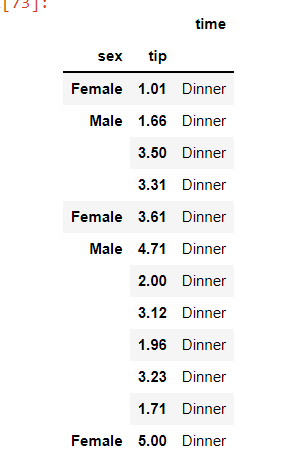 [73]:
time
sex tip
Female 1.01 Dinner
Male 1.66 Dinner
3.50 Dinner
3.31 Dinner
Female 3.61 Dinner
Male 4.71 Dinner
2.00 Dinner
3.12 Dinner
1.96 Dinner
3.23 Dinner
1.71 Dinner
Female 5.00 Dinner